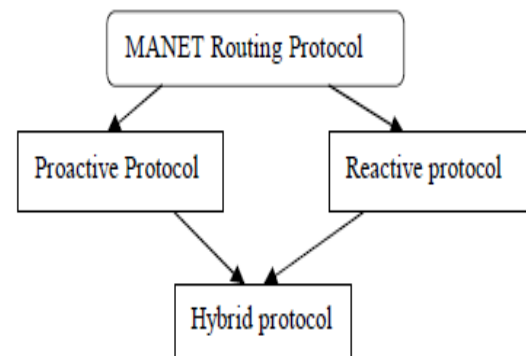 MANET Routing Protocol
Proactive Protocol
Reactive protocol
Hybrid protocol